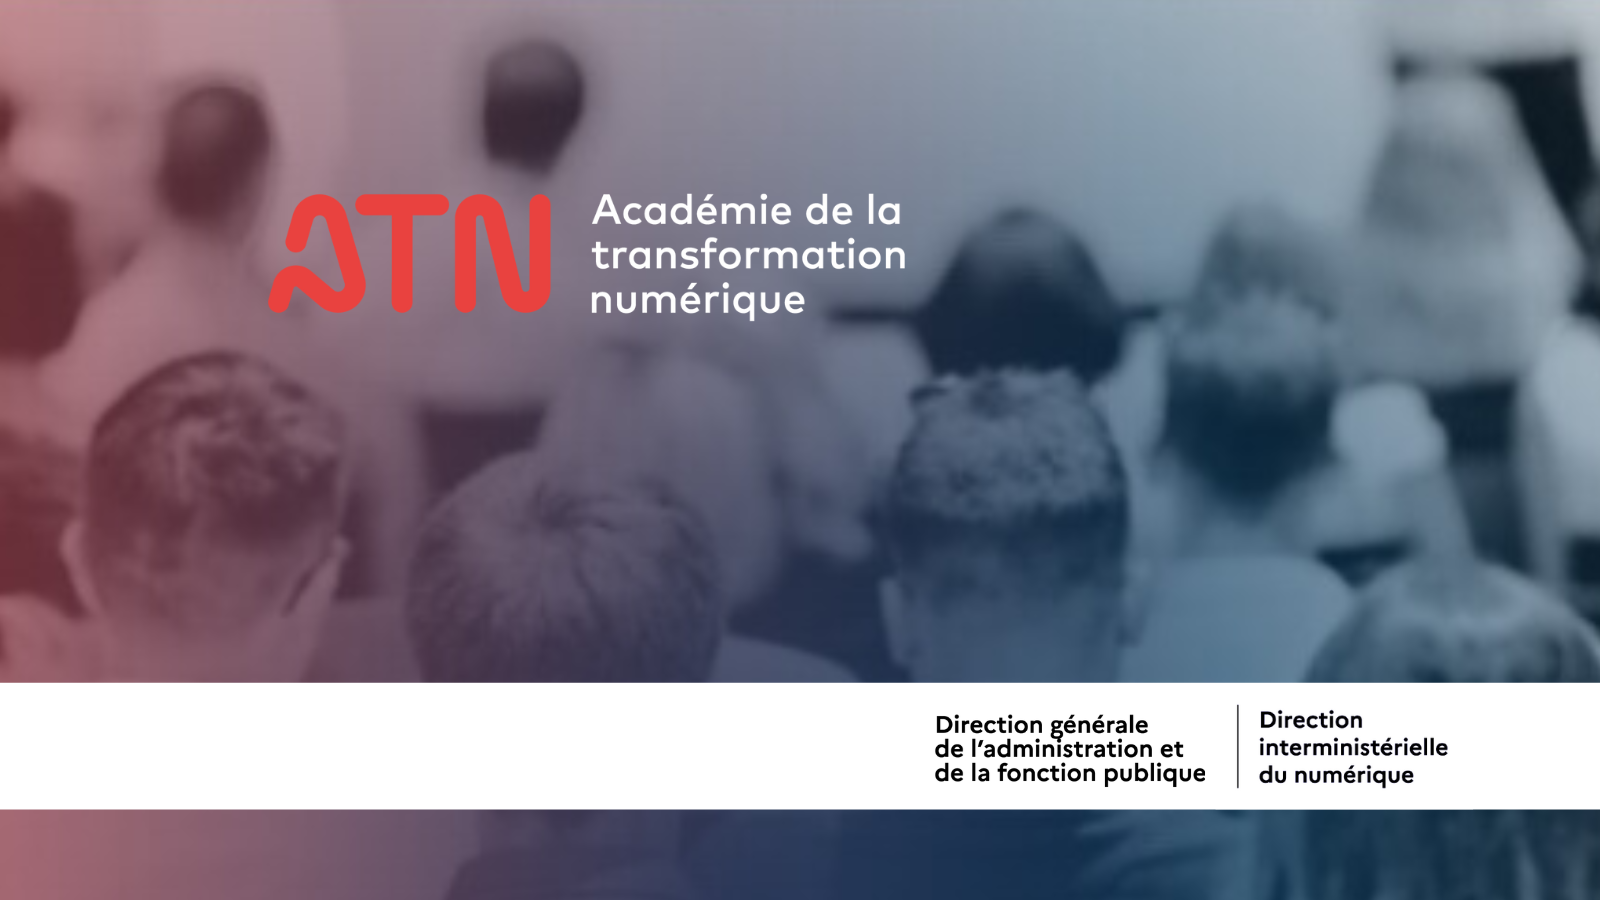 ATN
Académie de la
transformation
numérique
Direction générale
de l’administration et
de la fonction publique
Direction
interministérielle
du numérique